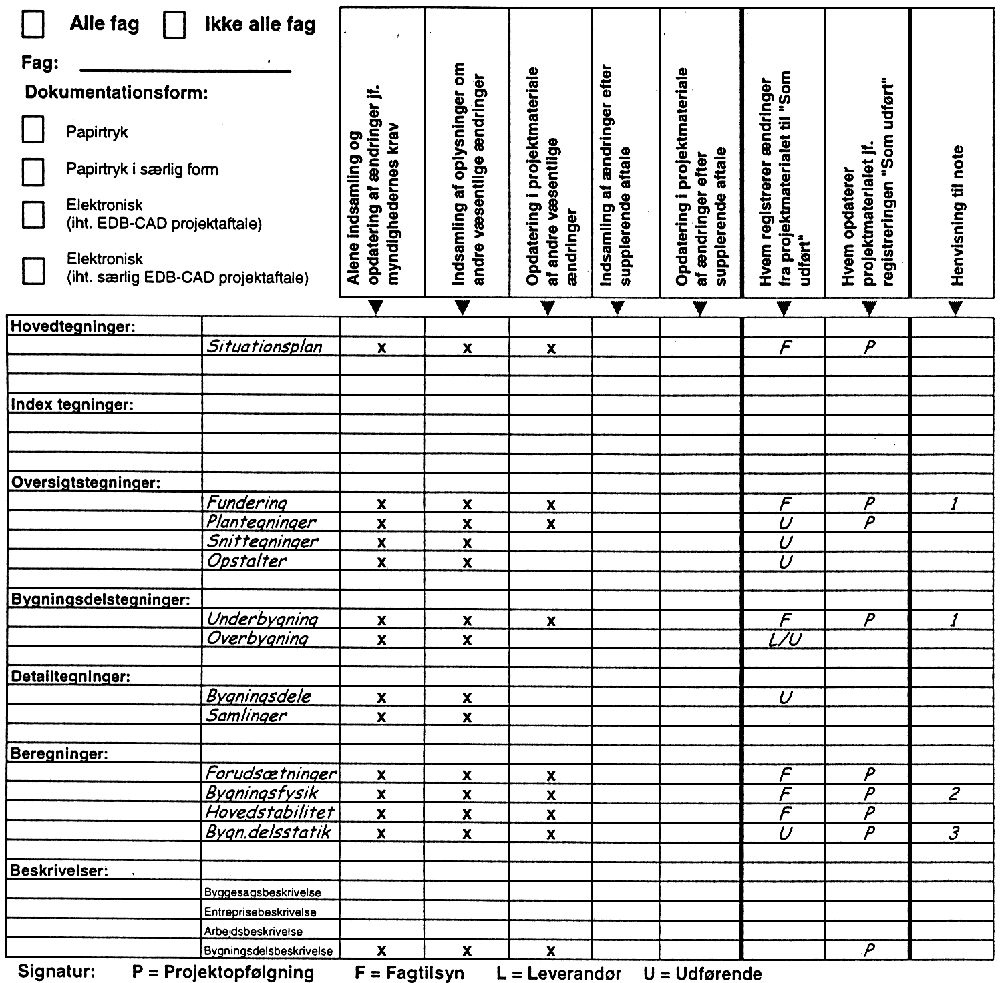 Alle fag Ikke alle fag
Fag:
Dokumentationsform:
Papirtryk
Papirtryk i særlig form
Elektronisk
(iht. EDB-CAD projektaftale)
Elektronisk
(iht. særlig EDB-CAD projektaftale)
Alene indsamling og
opdatering af ændringer jf.
myndighedernes krav
Indsamling af oplysninger om
andre væsentlige ændringer
Opdatering i projektmateriale
af andre væsentlige
ændringer
Indsamling af ændringer efter
supplerende aftale
Opdatering i projektmateriale
af ændringer efter
supplerende aftale
Hvem registrerer ændringer
fra projektmaterialet til "Som
udført"
Hvem opdaterer
projektmaterialet jf.
registreringen "Som udført"
Henvisning til note
Hovedtegninger:
Situationsplan x x x F P
Index tegninger:
Oversigtstegninger:
Fundering x x x F P 1
Plantegninger x x x U P
Snittegninger x x U
Opstalter x x U
Bygningsdelstegninger:
Underbygning x x x F P 1
Overbygning x x L/U
Detailtegninger:
Bygningsdele x x U
Samlinger x x
Beregninger:
Forudsætninger x x x F P
Bygningsfysik x x x F P 2
Hovedstabilitet x x x F P
Bygn.delsstatik x x x U P 3
Beskrivelser:
Byggesagsbeskrivelse
Entreprisebeskrivelse
Arbejdsbeskrivelse
Bygningsdelsbeskrivelse x x x P
Signatur: P = Projektopfølgning F = Fagtilsyn L = Leverandør U = Udførende